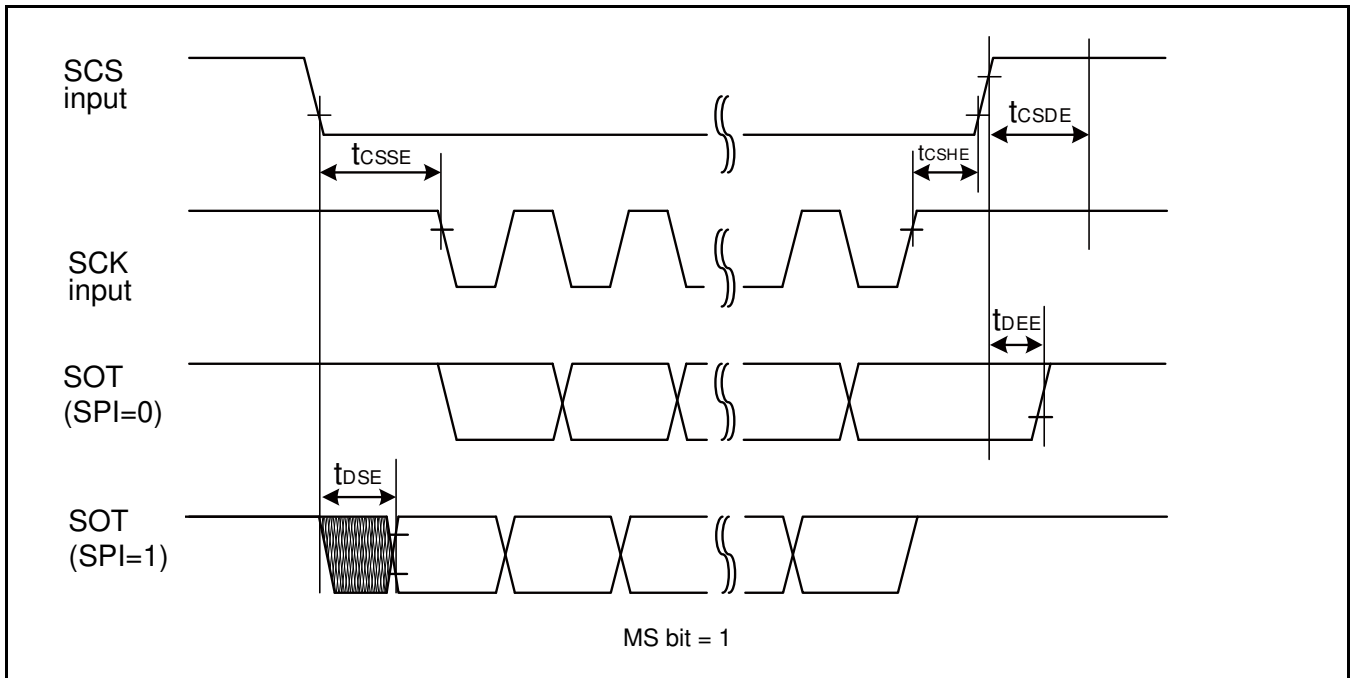 SCS
input
tCSDE
tCSSE
tCSHE
SCK
input
tDEE
SOT
(SPI=0)
tDSE
SOT
(SPI=1)
MS bit = 1